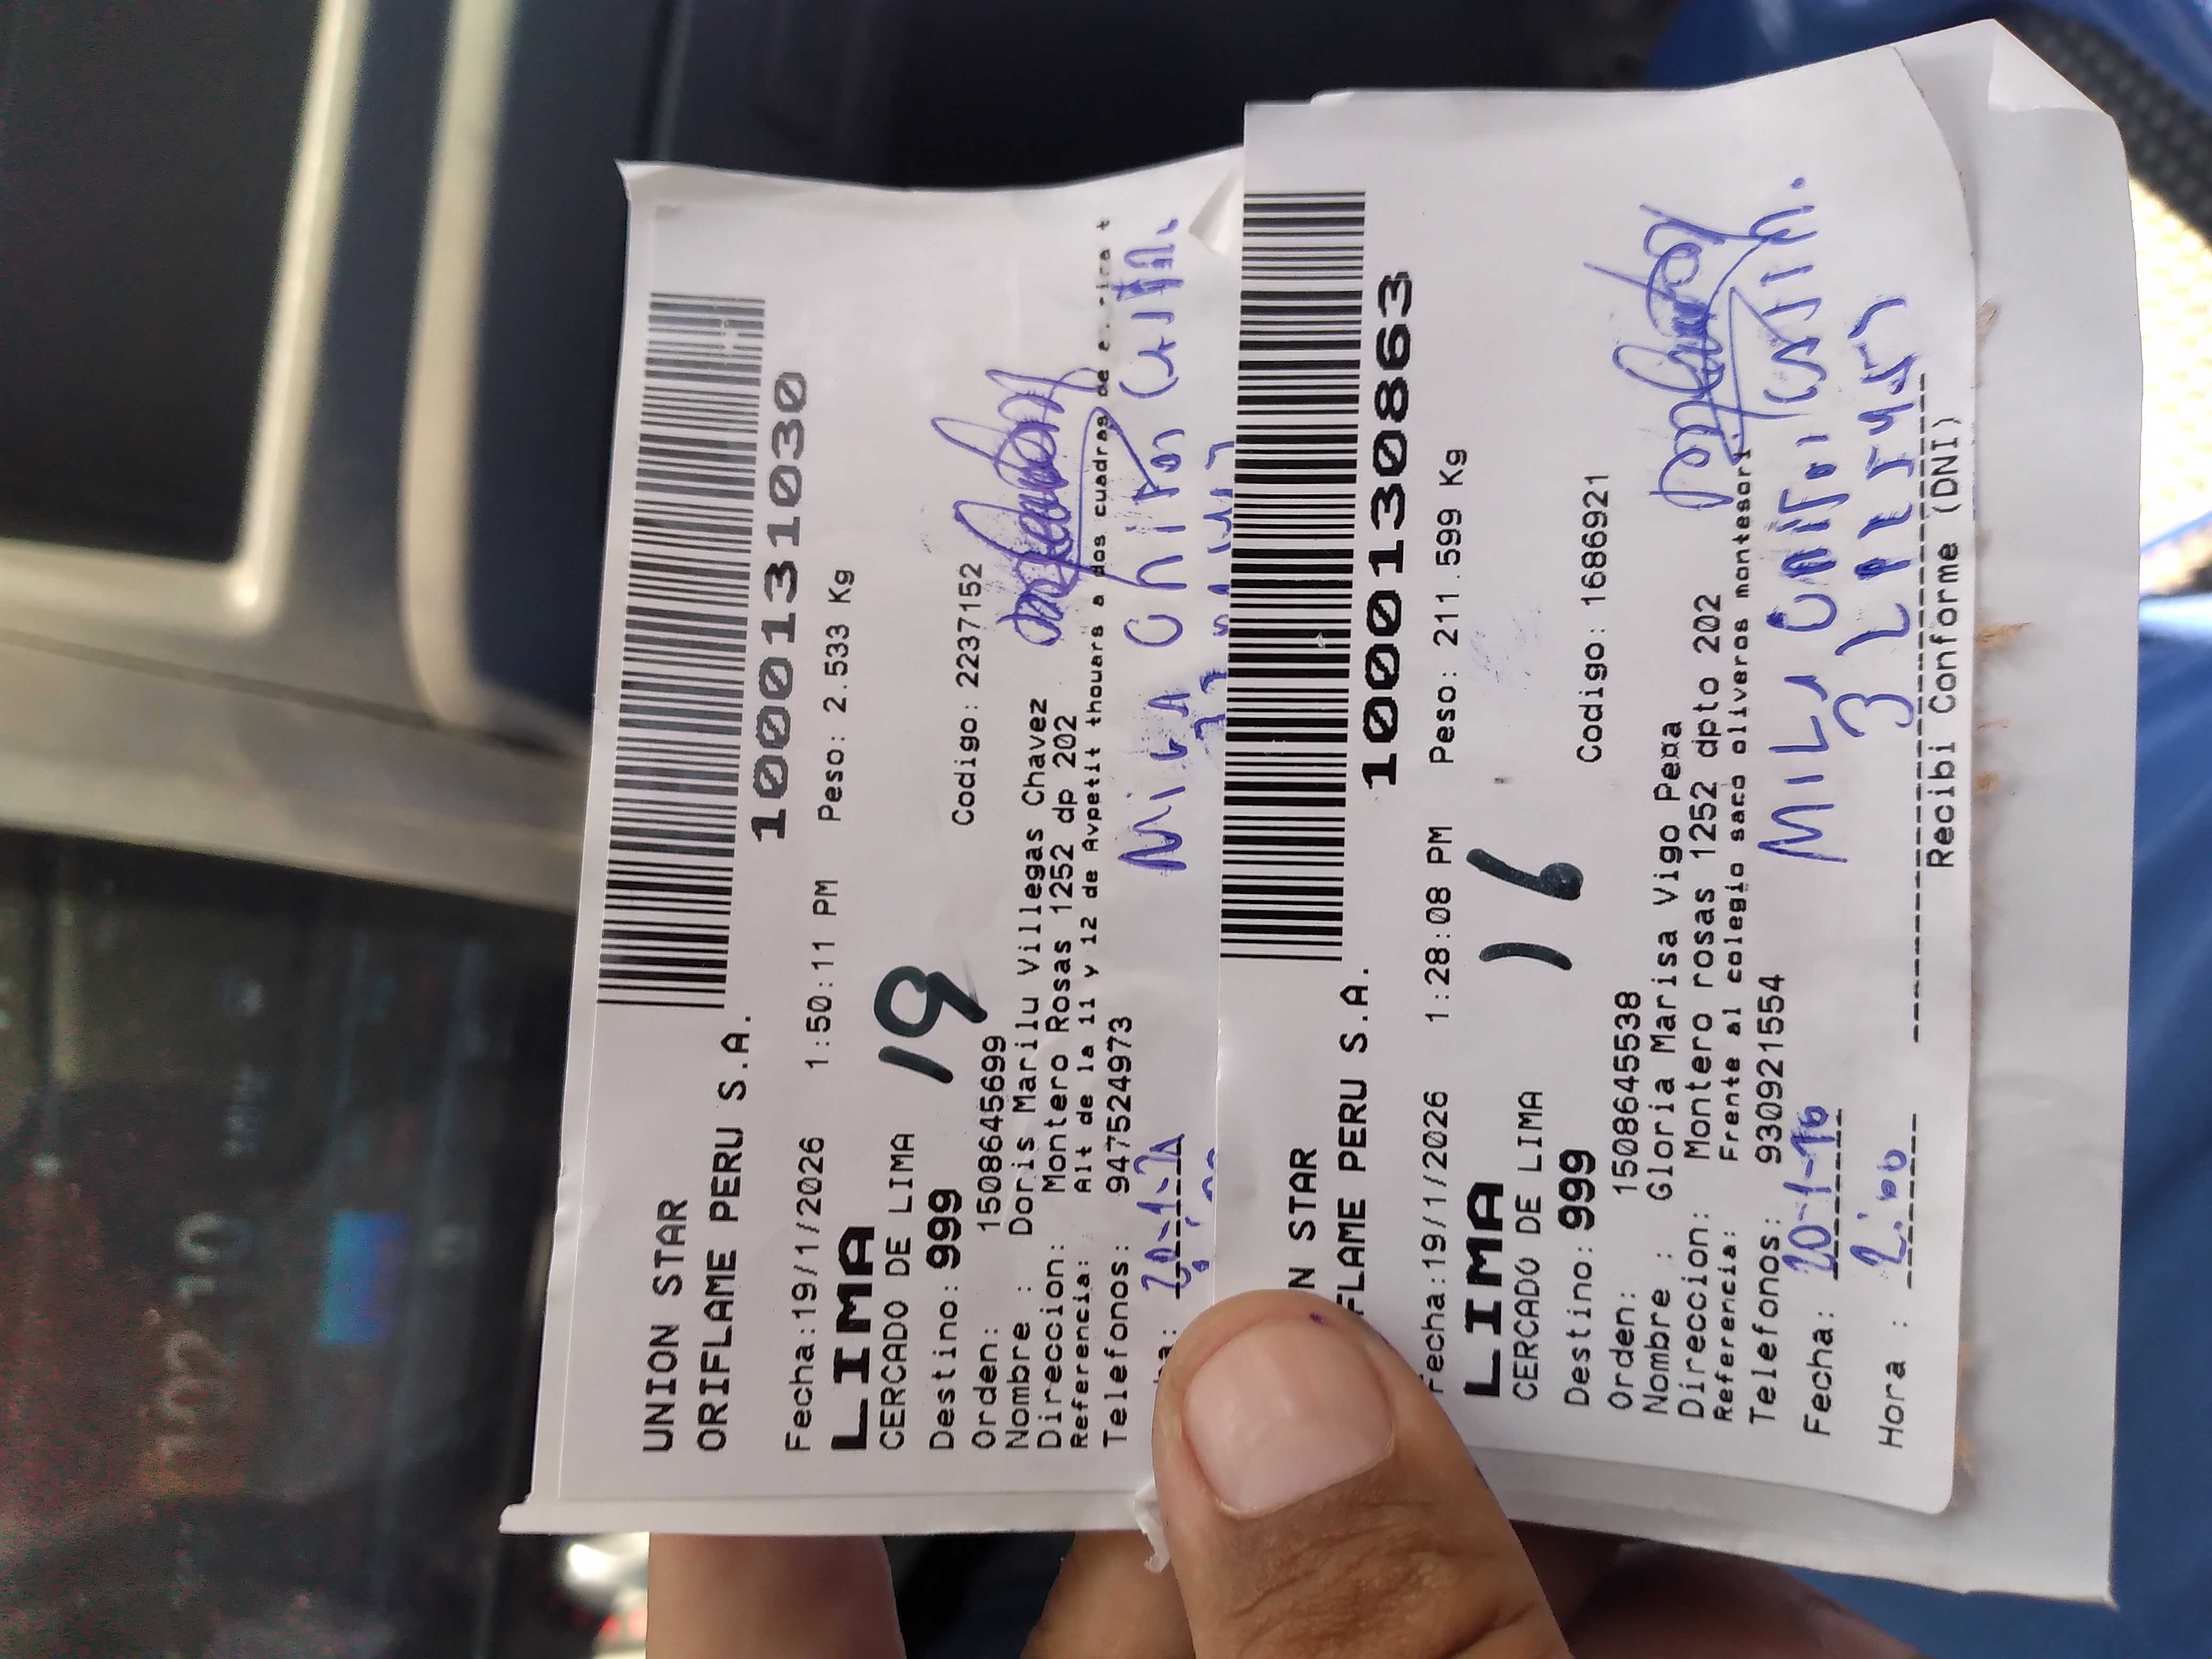 UNION STAR
ORIFLAME PERU S.A.
1000131030
Fecha:19/1/2026 1:50:11 PM Peso: 2.533 Kg
LIMA
CERCADO DE LIMA
19
Destino: 999
Codigo: 2237152
Orden: 1508645699
Nombre : Doris Marilu Villegas Chavez
Direccion: Montero Rosas 1252 dp 202
Referencia: Alt de la 11 y 12 de Avpetit thouars a dos cuadras de
Telefonos: 947524973
N STAR
FLAME PERU S.A.
10001130863
Fecha:19/1/2026 1:28:08 PM Peso: 211.599 Kg
LIMA
CERCADO DE LIMA
16
Destino: 999
Codigo: 1686921
Orden: 1508645538
Nombre : Gloria Marisa Vigo Pena
Direccion: Montero rosas 1252 dpto 202
Referencia: Frente al colegio saco oliveros montesori
Telefonos: 930921554
Fecha:
Hora : 2:00
Recibi Conforme (DNI)